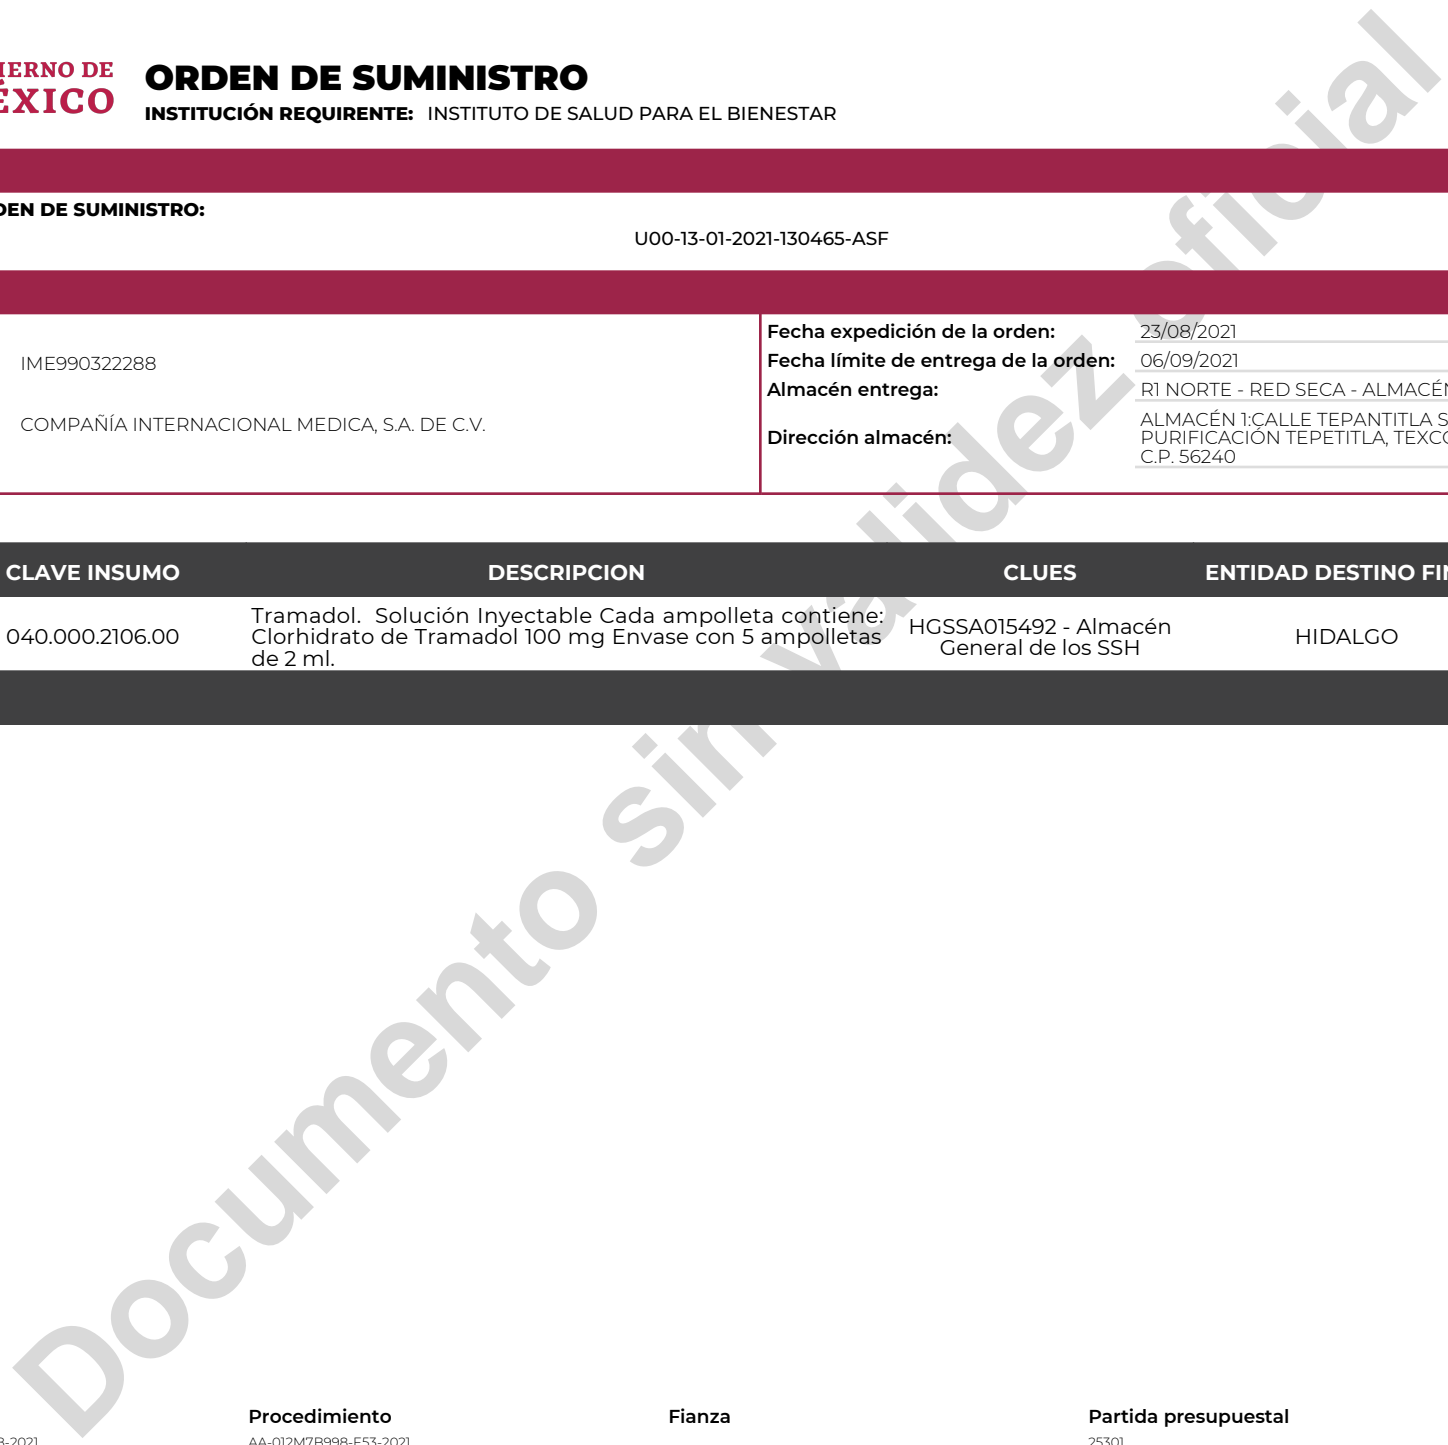 IERNO DE
ÉXICO
ORDEN DE SUMINISTRO
INSTITUCIÓN REQUIRENTE: INSTITUTO DE SALUD PARA EL BIENESTAR
DEN DE SUMINISTRO:
U00-13-01-2021-130465-ASF
IME990322288
COMPAÑÍA INTERNACIONAL MEDICA, S.A. DE C.V.
Fecha expedición de la orden: 23/08/2021
Fecha límite de entrega de la orden: 06/09/2021
Almacén entrega: R1 NORTE - RED SECA - ALMACÉN
Dirección almacén:
ALMACÉN 1:CALLE TEPANTITLA S
PURIFICACIÓN TEPETITLA, TEXCO
C.P. 56240
CLAVE INSUMO DESCRIPCION CLUES ENTIDAD DESTINO FIN
040.000.2106.00
Tramadol. Solución Inyectable Cada ampolleta contiene:
Clorhidrato de Tramadol 100 mg Envase con 5 ampolletas
de 2 ml.
HGSSA015492 - Almacén
General de los SSH
HIDALGO
Documento sin validez oficial
Procedimiento Fianza Partida presupuestal
8-2021 AA-012M7B998-E53-2021 25301